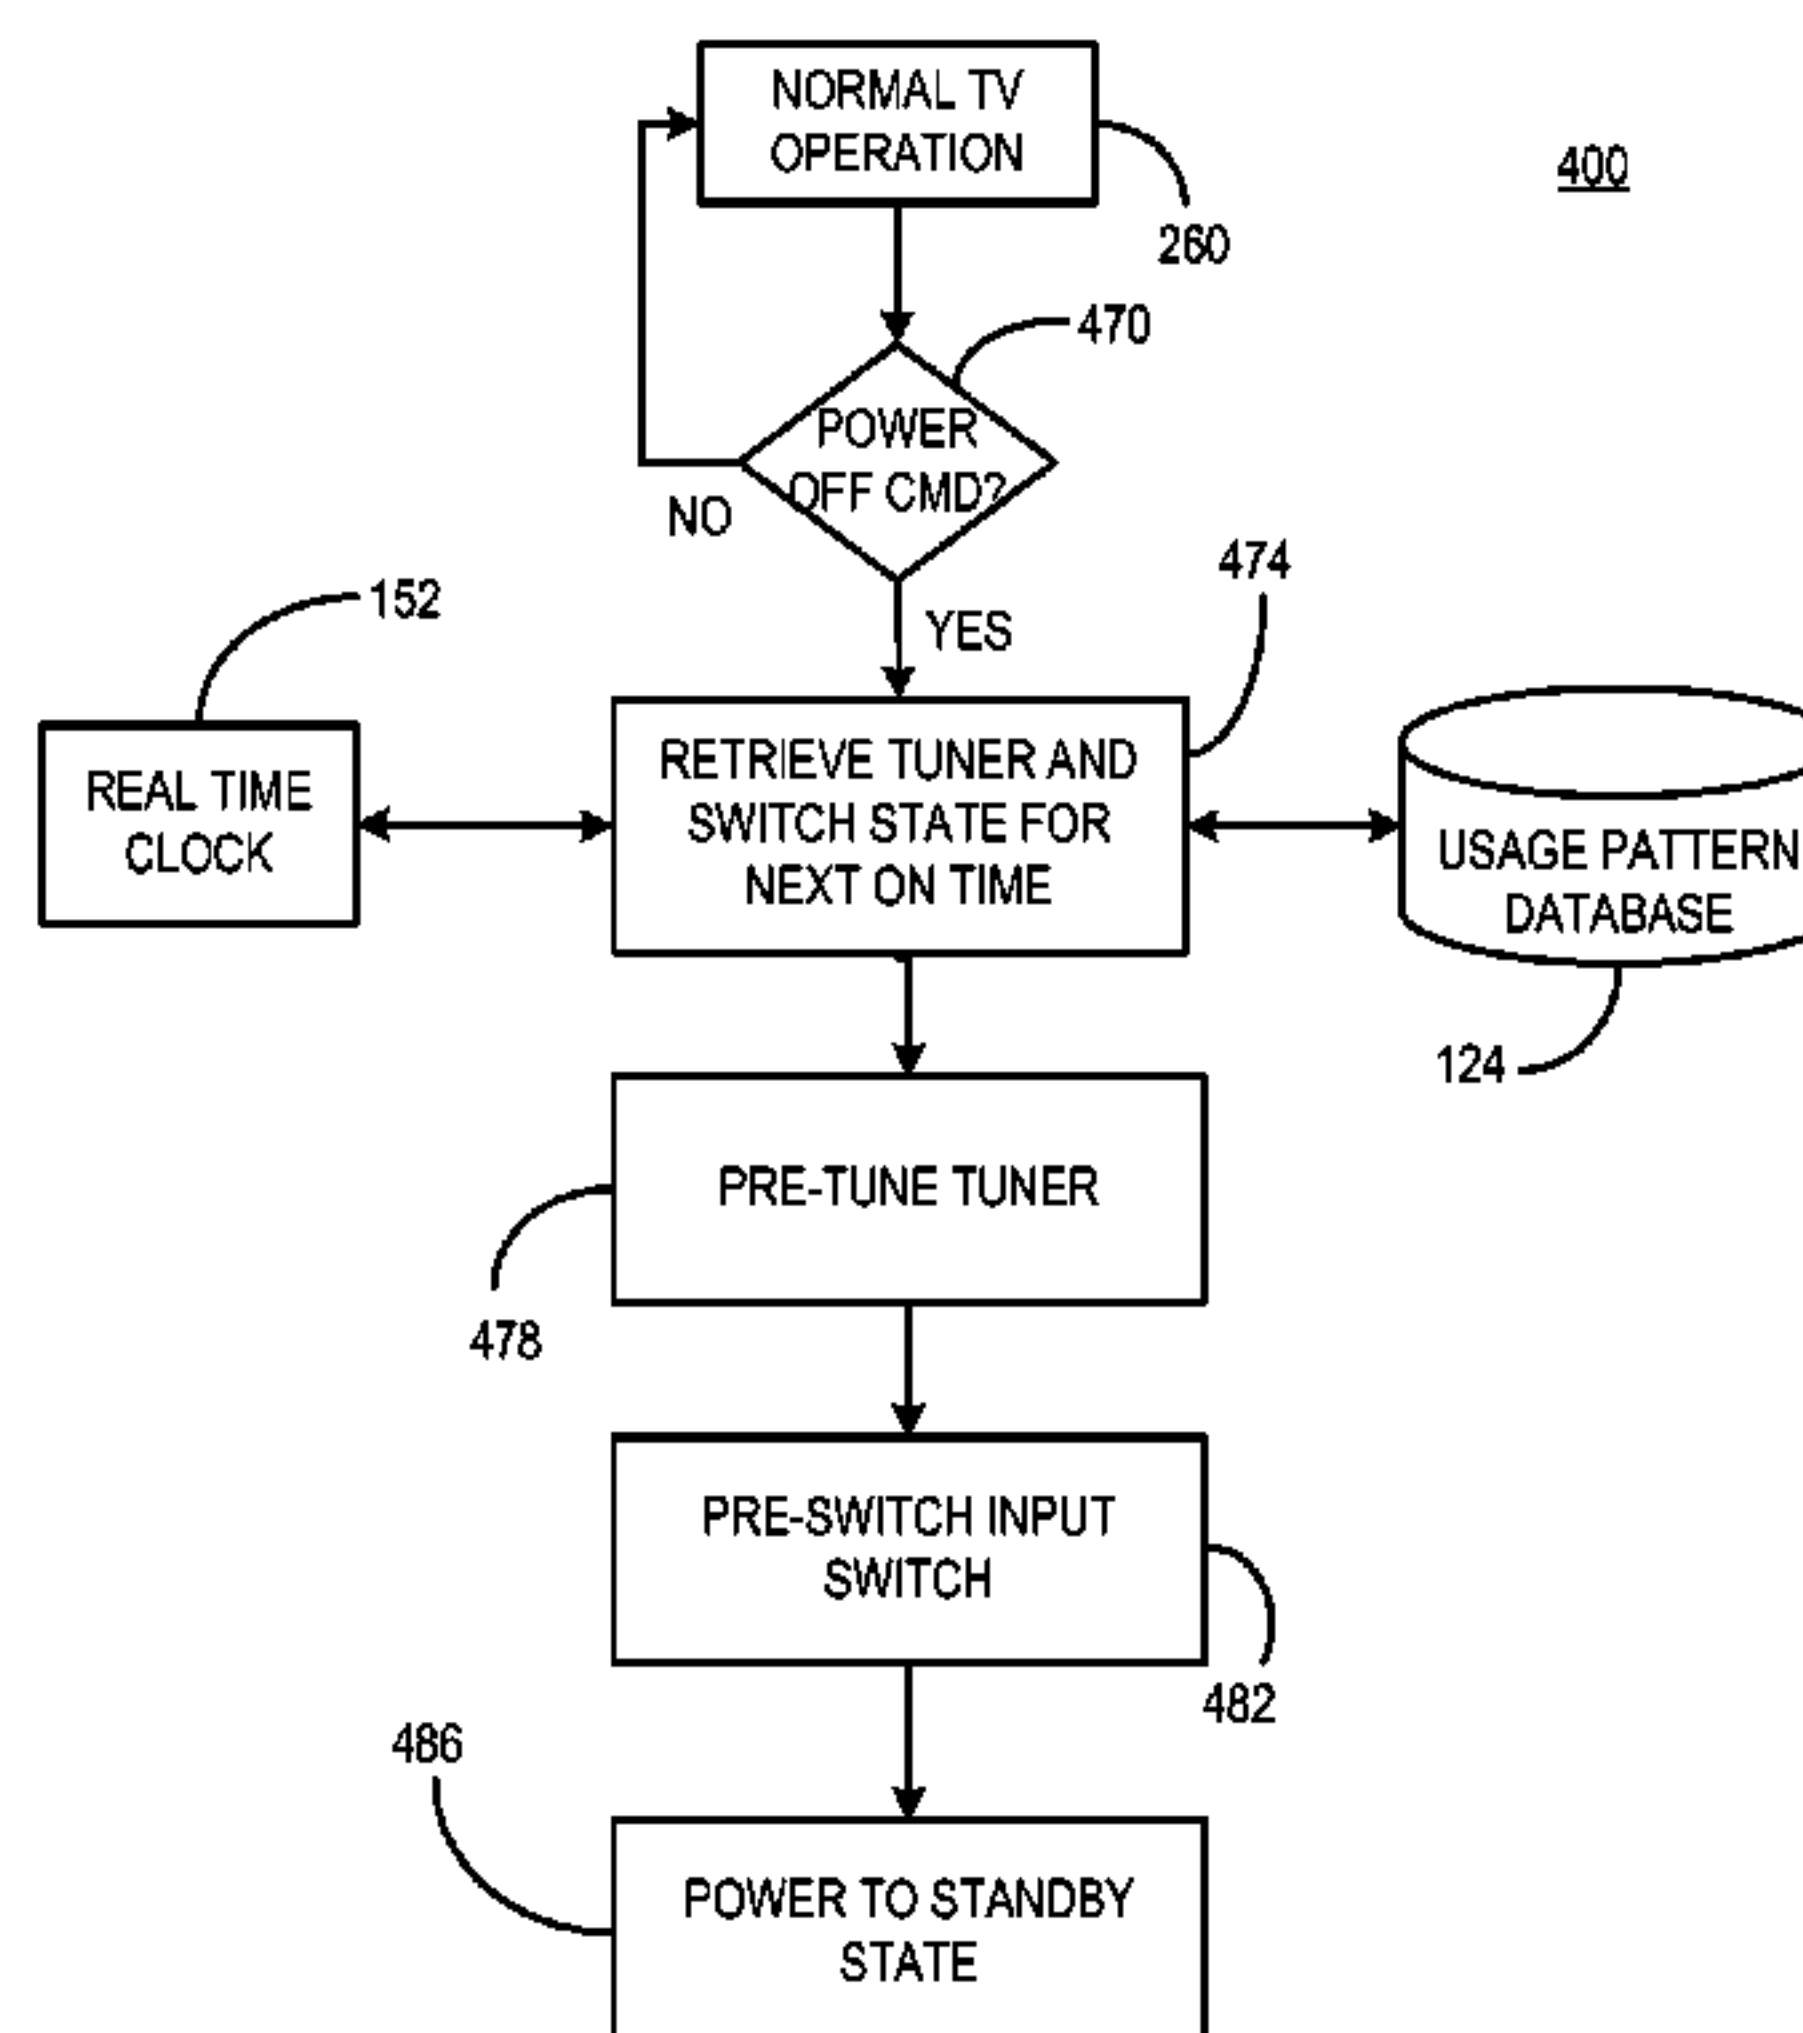 NORMAL TV
OPERATION
400
260
470
POWER
OFF CMD?
NO
474
152
YES
REAL TIME
CLOCK
RETRIEVE TUNER AND
SWITCH STATE FOR
NEXT ON TIME
USAGE PATTERN
DATABASE
124
PRE-TUNE TUNER
478
PRE-SWITCH INPUT
SWITCH
482
486
POWER TO STANDBY
STATE